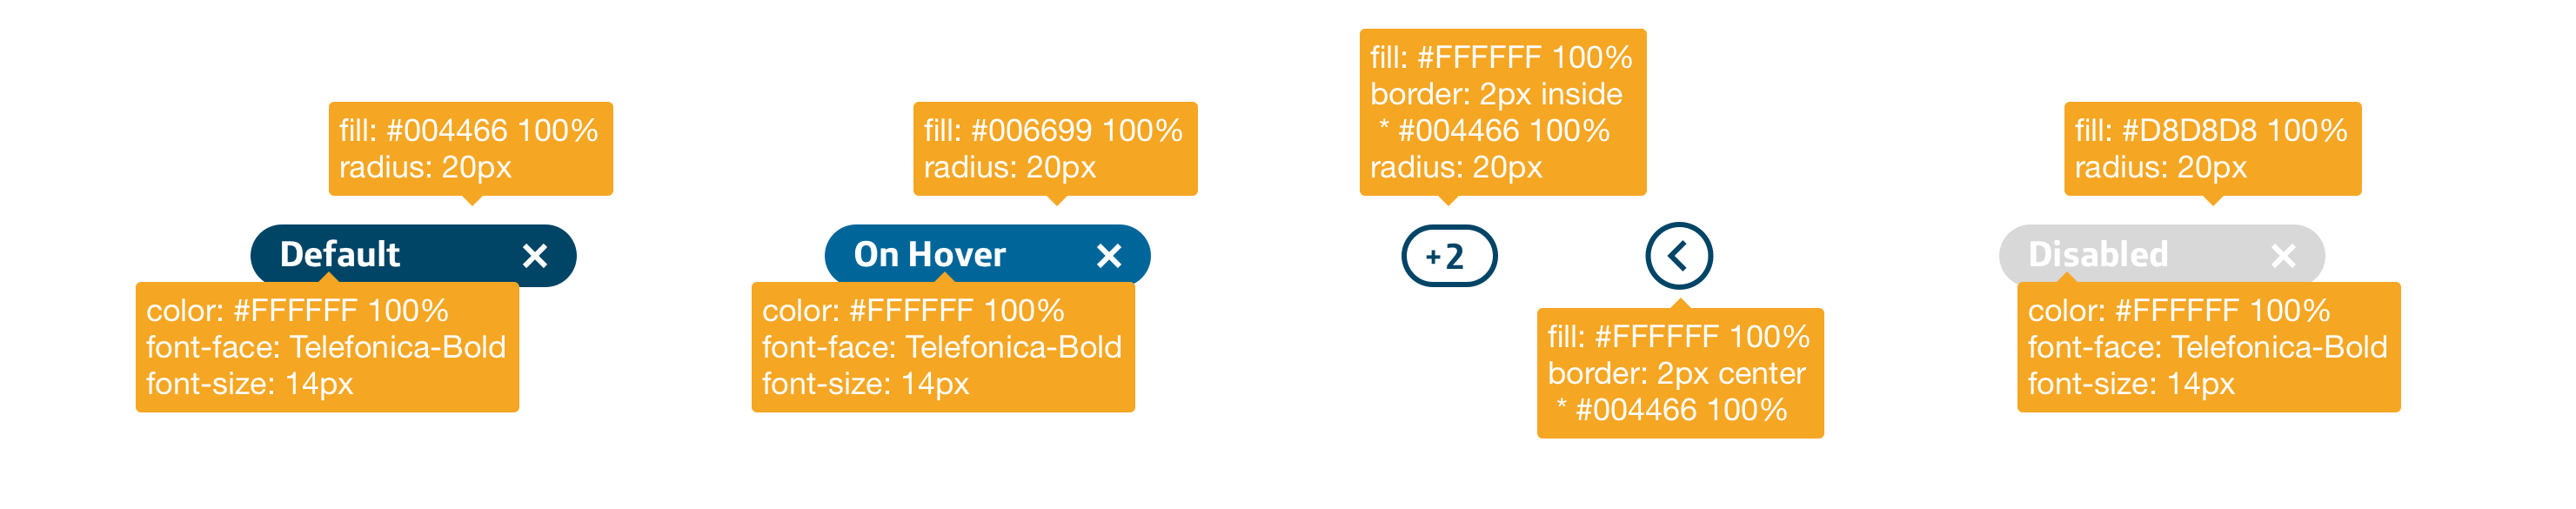 fill: #004466 100%
radius: 20px
Default
color: #FFFFFF 100%
font-face: Telefonica-Bold
font-size: 14px
fill: #006699 100%
radius: 20px
On Hover
color: #FFFFFF 100%
font-face: Telefonica-Bold
font-size: 14px
fill: #FFFFFF 100%
border: 2px inside
* #004466 100%
radius: 20px
+2
fill: #FFFFFF 100%
border: 2px center
* #004466 100%
fill: #D8D8D8 100%
radius: 20px
Disabled
color: #FFFFFF 100%
font-face: Telefonica-Bold
font-size: 14px